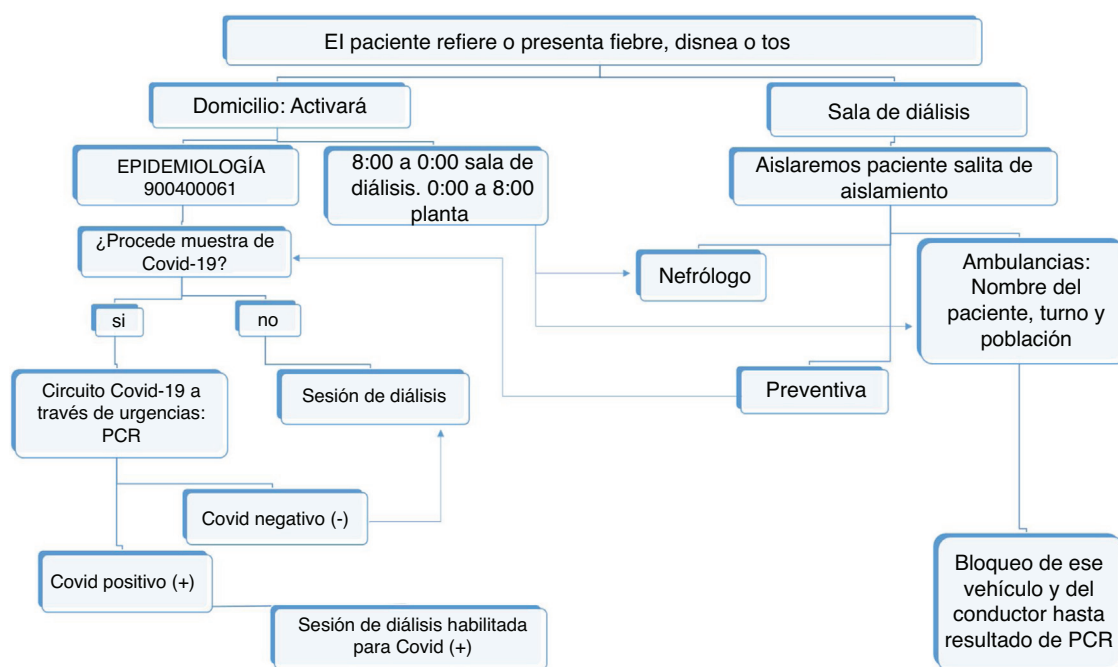 El paciente refiere o presenta fiebre, disnea o tos
Domicilio: Activará
Sala de diálisis
EPIDEMIOLOGÍA
900400061
8:00 a 0:00 sala de
diálisis. 0:00 a 8:00
planta
Aislaremos paciente salita de
aislamiento
¿Procede muestra de
Covid-19?
Nefrólogo
Ambulancias:
Nombre del
paciente, turno y
población
si
no
Circuito Covid-19 a
través de urgencias:
PCR
Sesión de diálisis
Preventiva
Covid negativo (-)
Covid positivo (+)
Sesión de diálisis habilitada
para Covid (+)
Bloqueo de ese
vehículo y del
conductor hasta
resultado de PCR